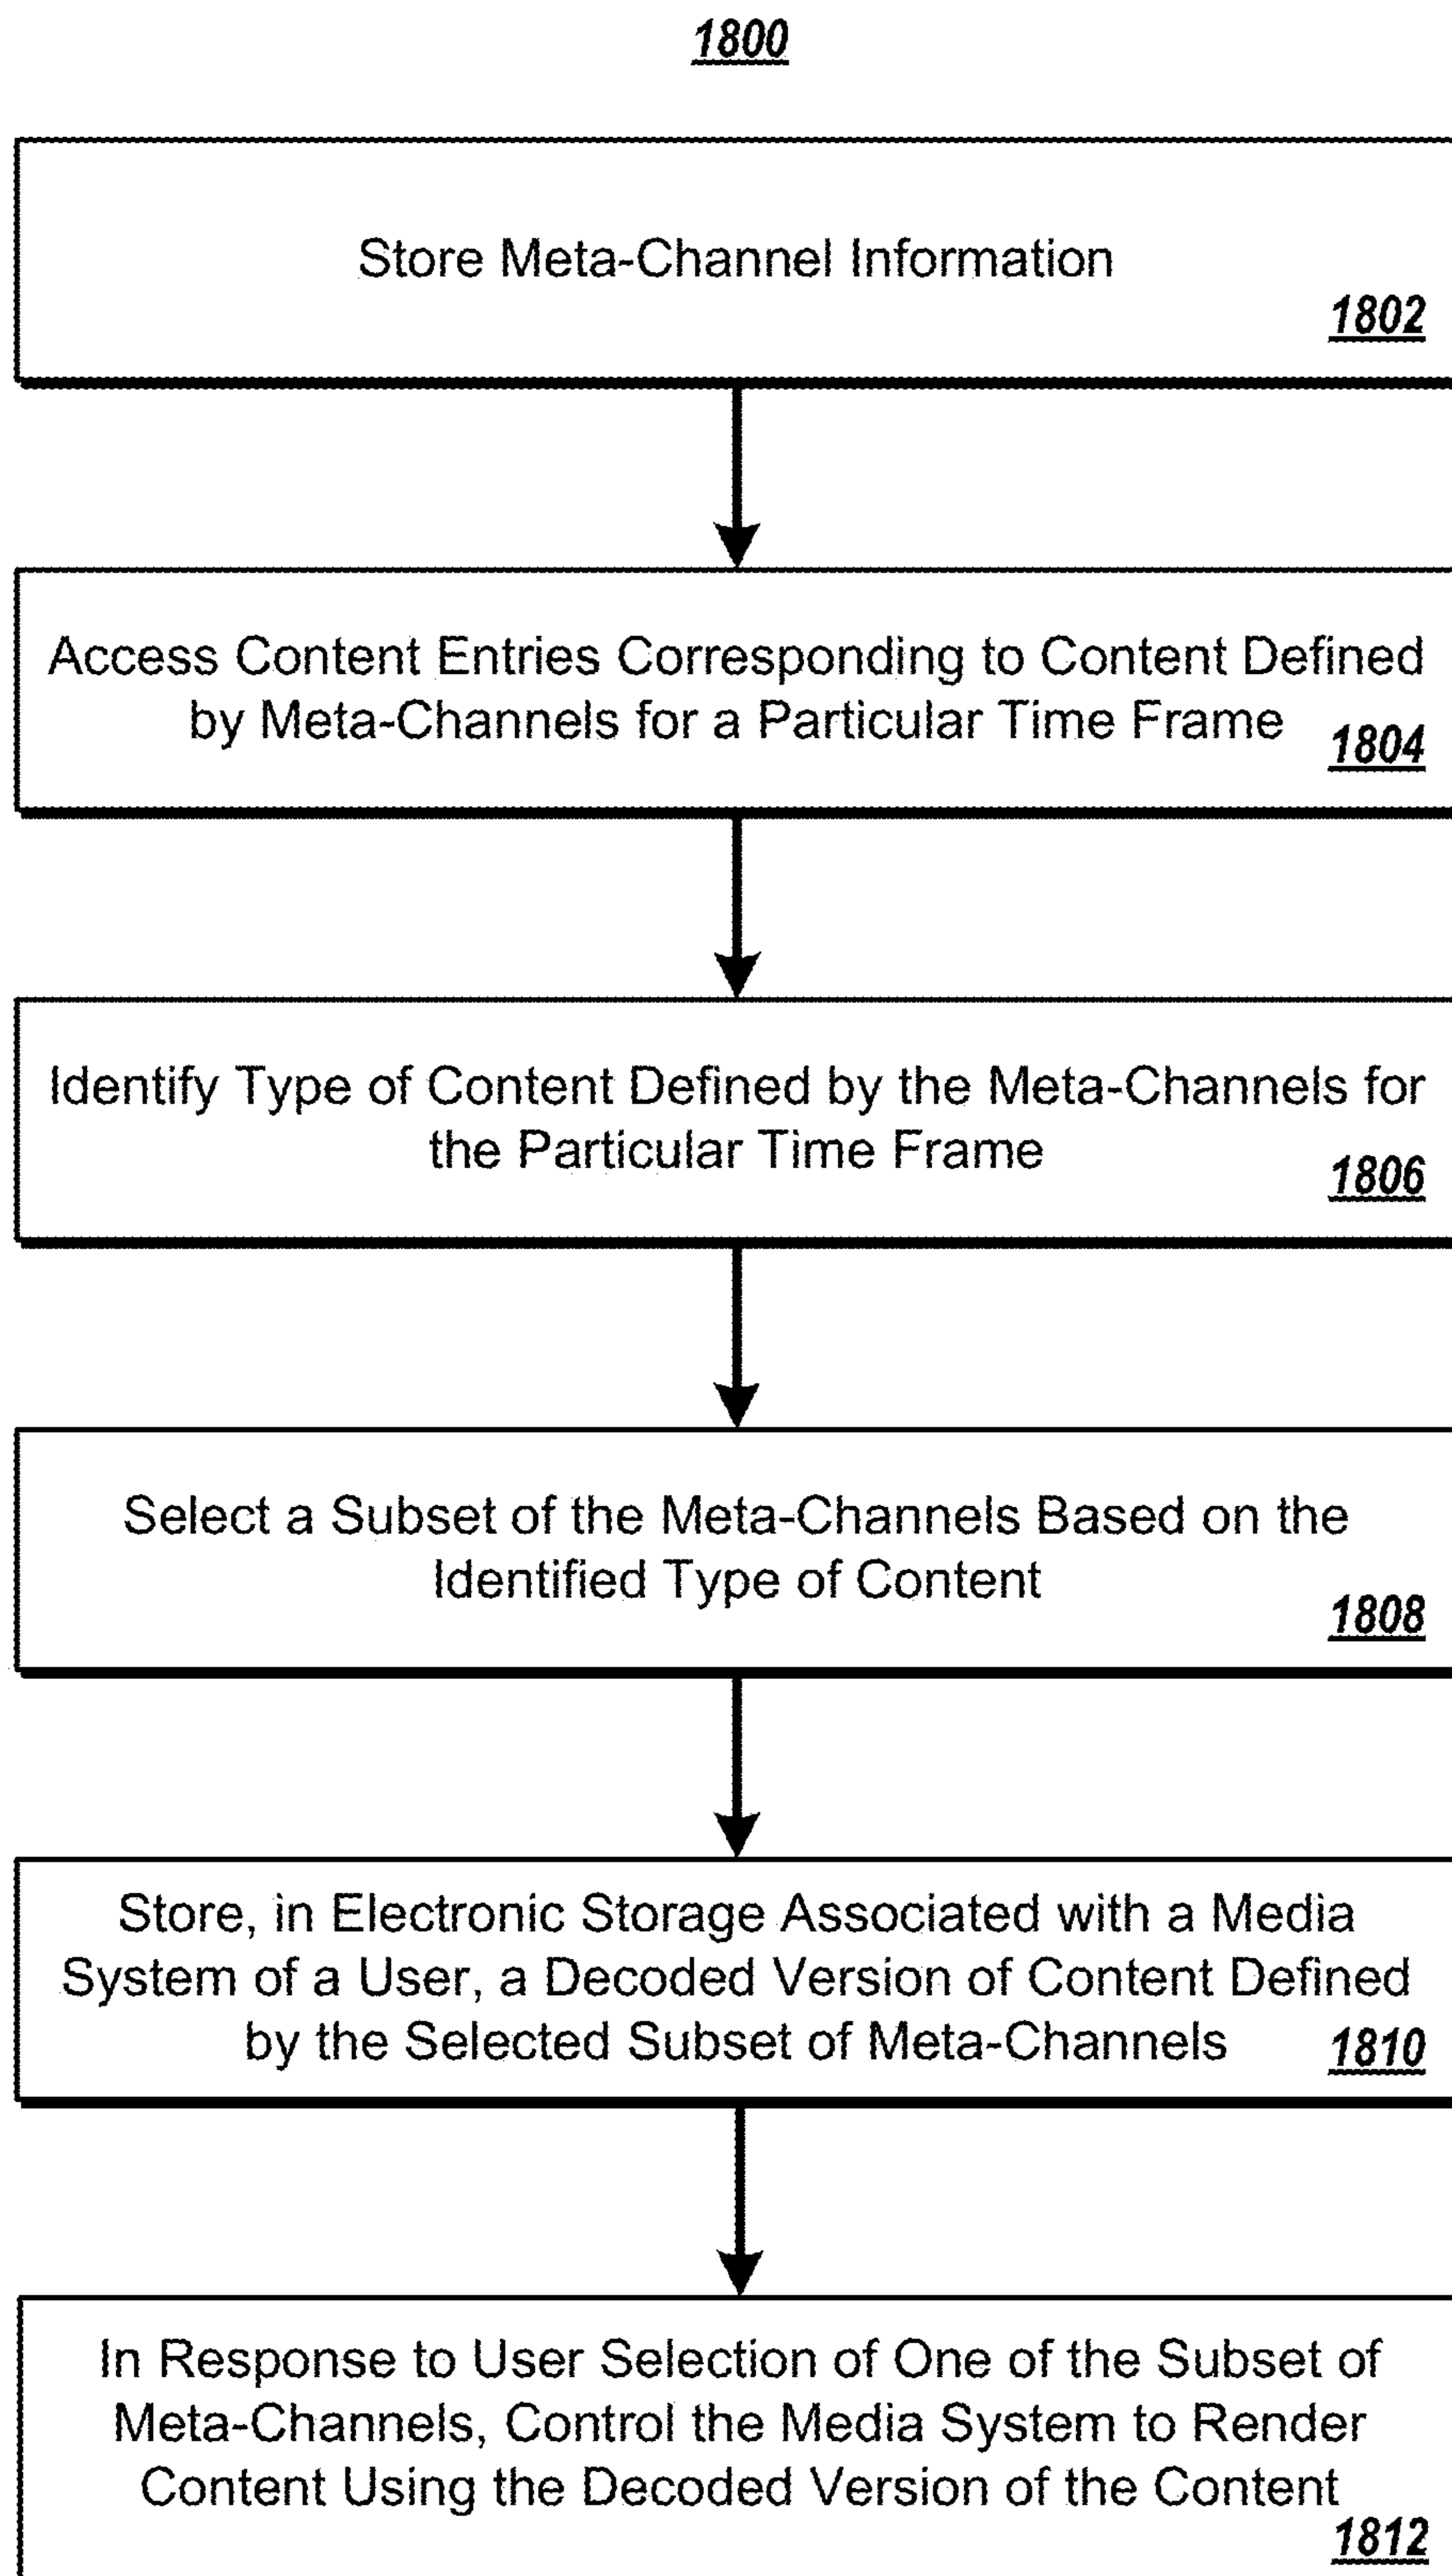 1800
Store Meta-Channel Information
1802
Access Content Entries Corresponding to Content Defined
by Meta-Channels for a Particular Time Frame
1804
Identify Type of Content Defined by the Meta-Channels for
the Particular Time Frame
1806
Select a Subset of the Meta-Channels Based on the
Identified Type of Content
1808
Store, in Electronic Storage Associated with a Media
System of a User, a Decoded Version of Content Defined
by the Selected Subset of Meta-Channels
1810
In Response to User Selection of One of the Subset of
Meta-Channels, Control the Media System to Render
Content Using the Decoded Version of the Content
1812